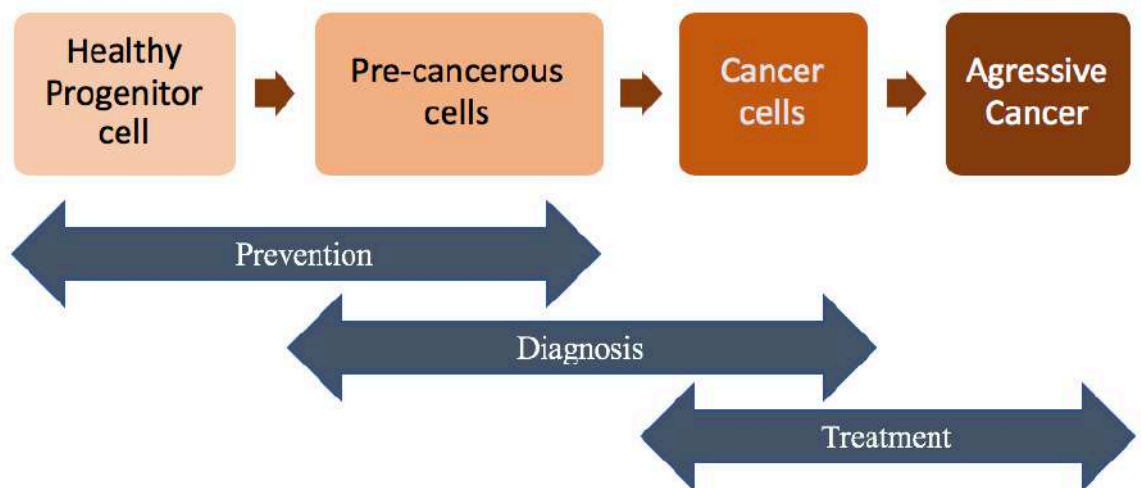 Healthy
Progenitor
cell
Pre-cancerous
cells
Cancer
cells
Agressive
Cancer
Prevention
Diagnosis
Treatment